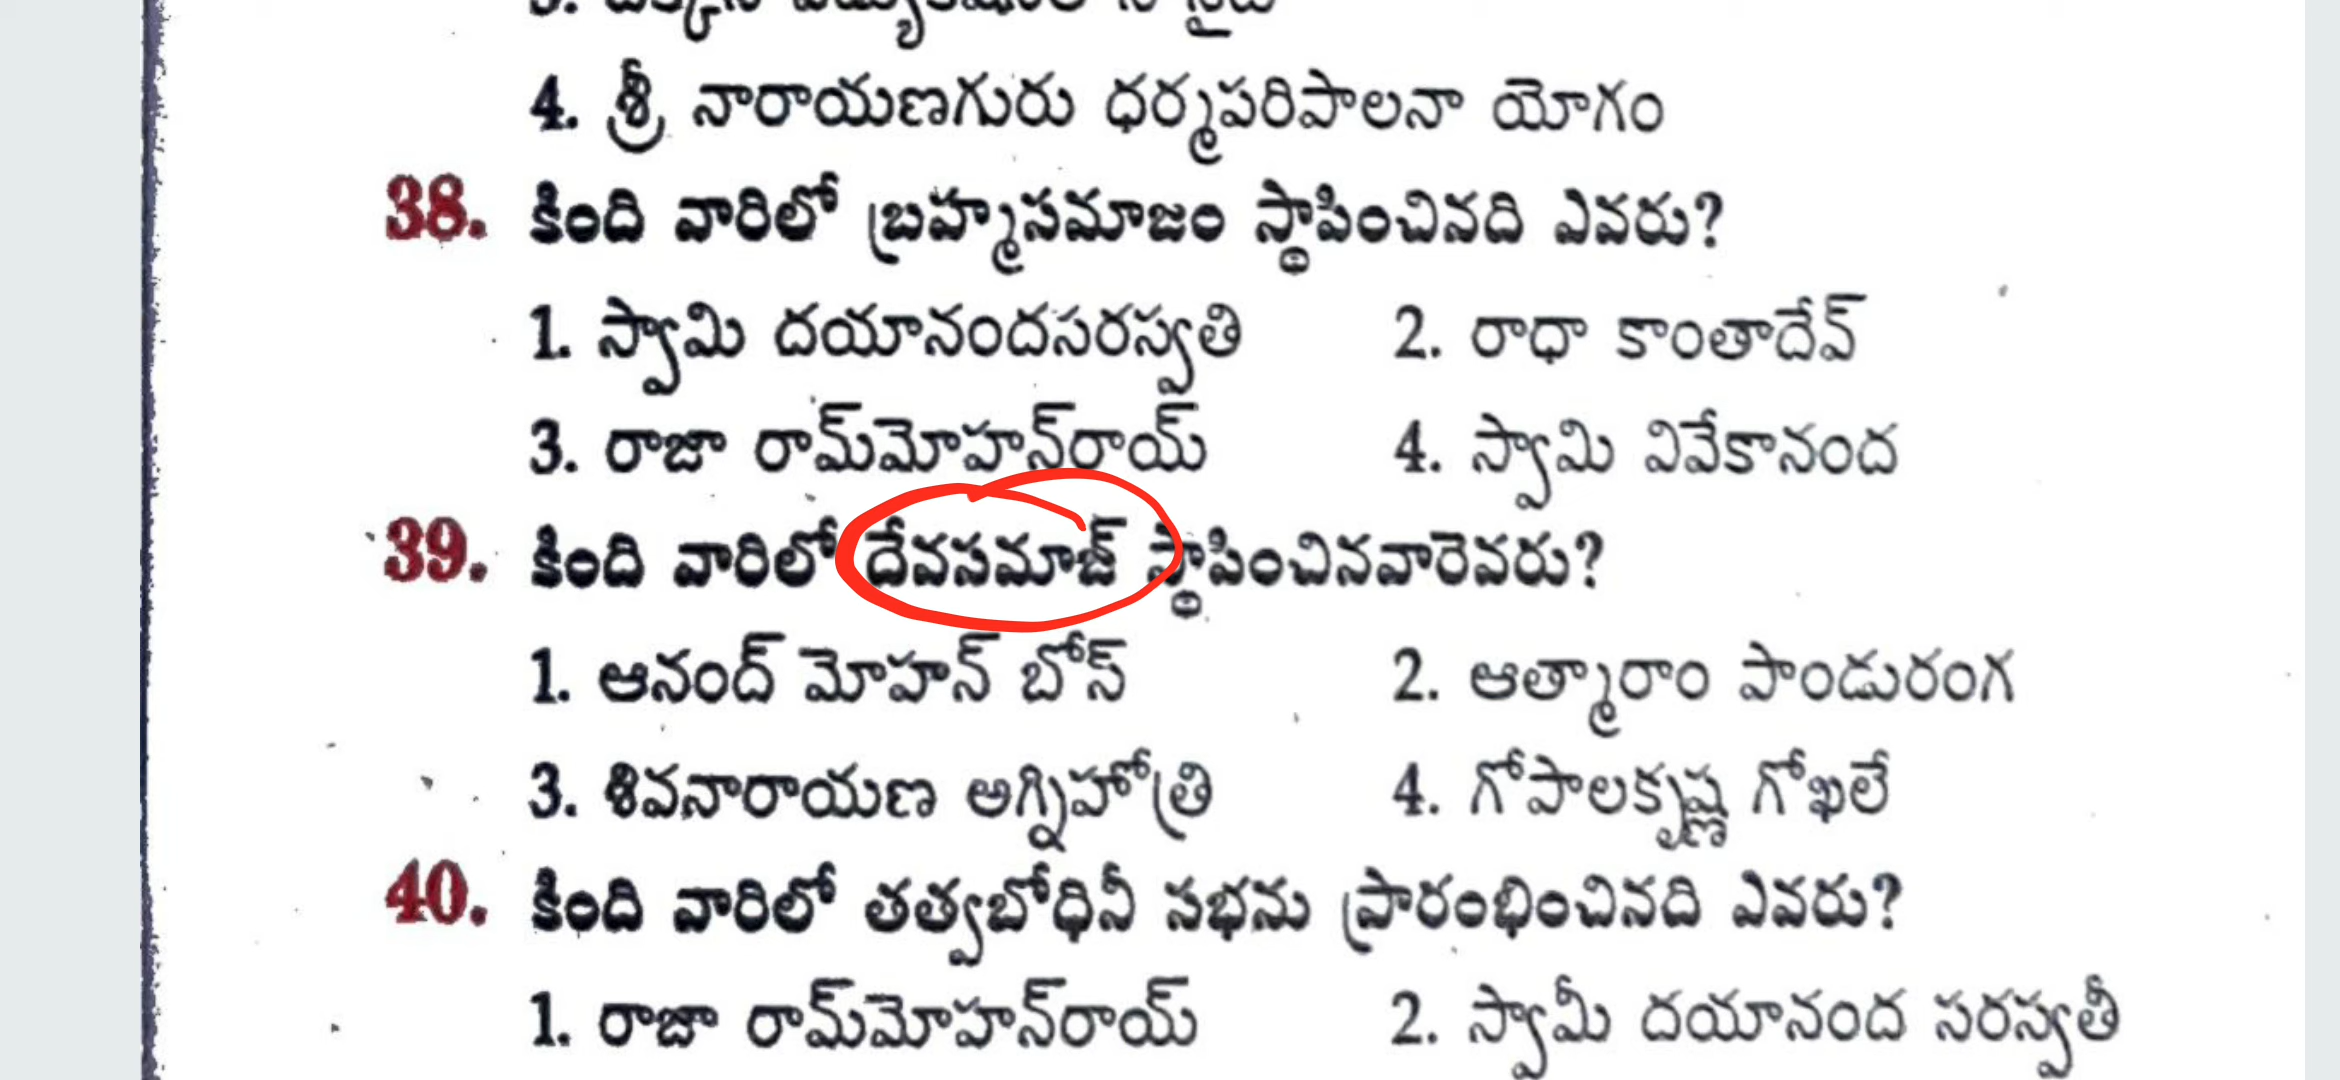 4. శ్రీ నారాయణగురు ధర్మపరిపాలనా యోగం
38. కింది వారిలో బ్రహ్మసమాజం స్థాపించినది ఎవరు?
1. స్వామి దయానందసరస్వతి 2. రాధా కాంతాదేవ్
3. రాజా రామ్‌మోహన్‌రాయ్ 4. స్వామి వివేకానంద
39. కింది వారిలో దేవసమాజ్ స్థాపించినవారెవరు?
1. ఆనంద్ మోహన్ బోస్ 2. ఆత్మారాం పాండురంగ
3. శివనారాయణ అగ్నిహోత్రి 4. గోపాలకృష్ణ గోఖలే
40. కింది వారిలో తత్వబోధినీ సభను ప్రారంభించినది ఎవరు?
1. రాజా రామ్‌మోహన్‌రాయ్ 2. స్వామీ దయానంద సరస్వతీ